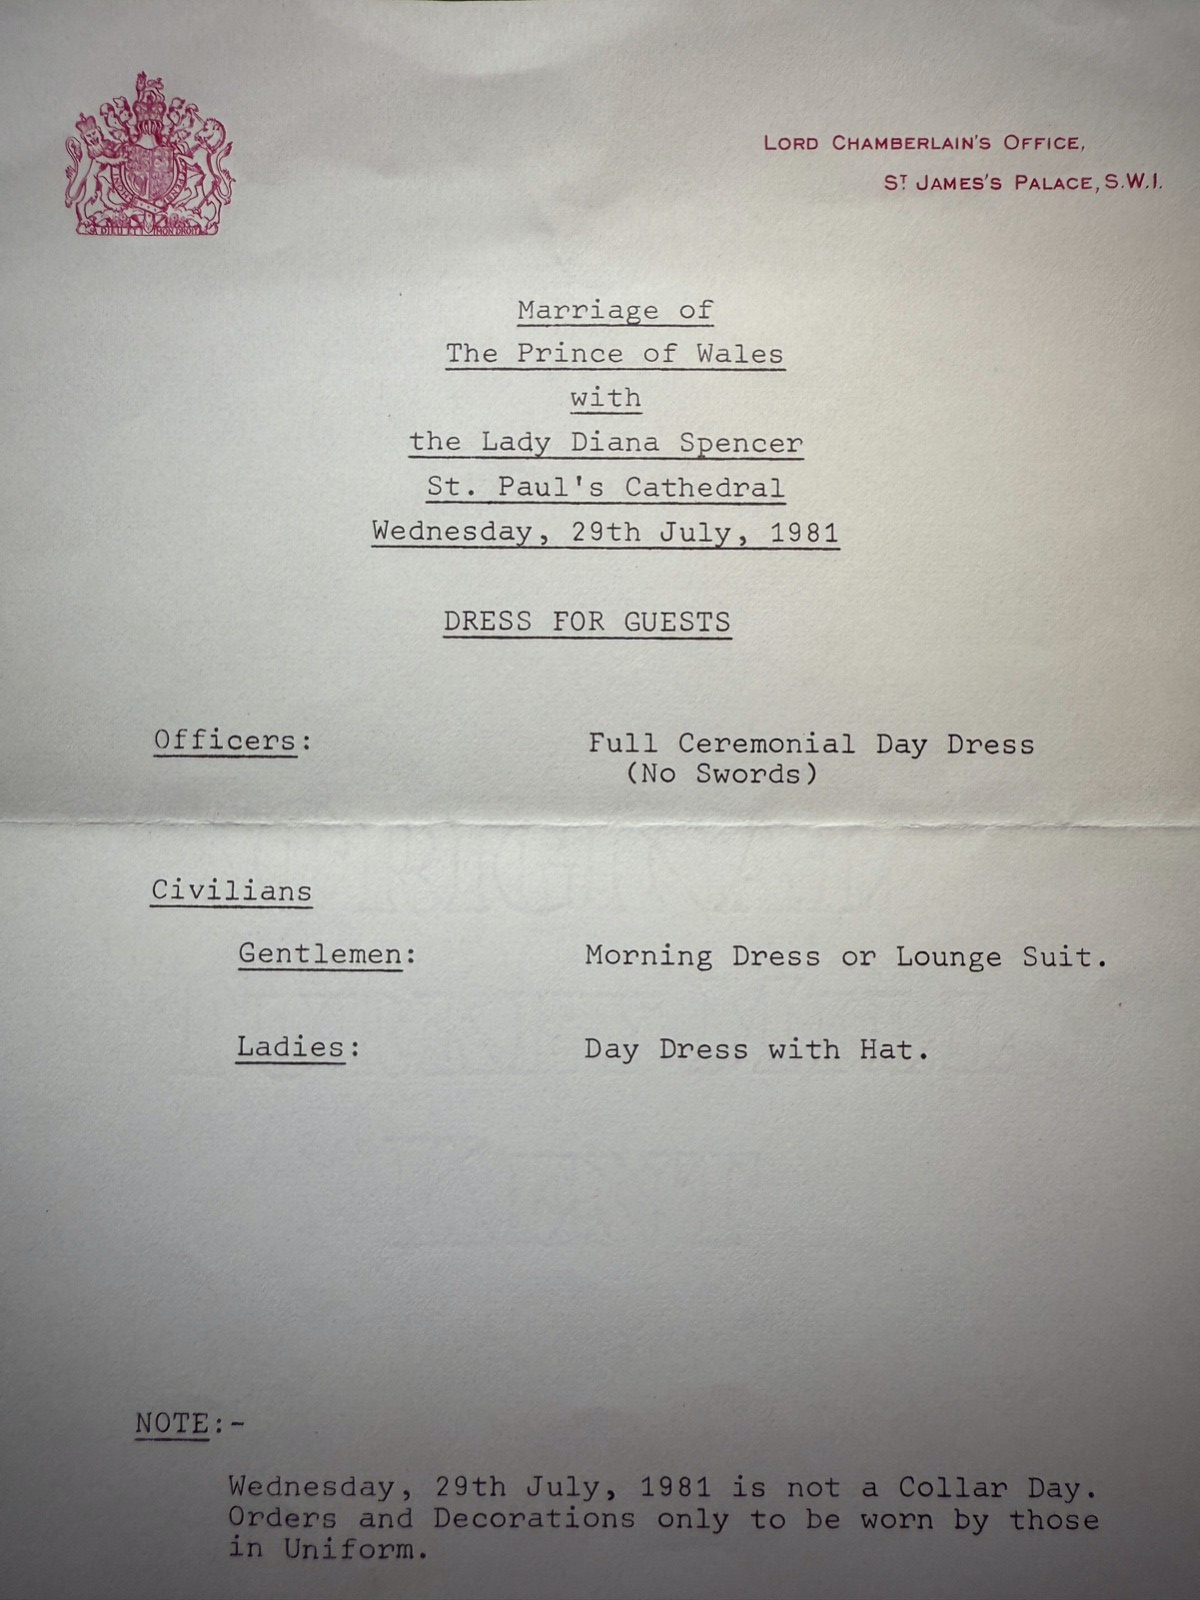 LORD CHAMBERLAIN'S OFFICE,
ST JAMES'S PALACE, S.W.1.
Marriage of
The Prince of Wales
with
the Lady Diana Spencer
St. Paul's Cathedral
Wednesday, 29th July, 1981
DRESS FOR GUESTS
Officers: Full Ceremonial Day Dress
(No Swords)
Civilians
Gentlemen: Morning Dress or Lounge Suit.
Ladies: Day Dress with Hat.
NOTE:-
Wednesday, 29th July, 1981 is not a Collar Day.
Orders and Decorations only to be worn by those
in Uniform.